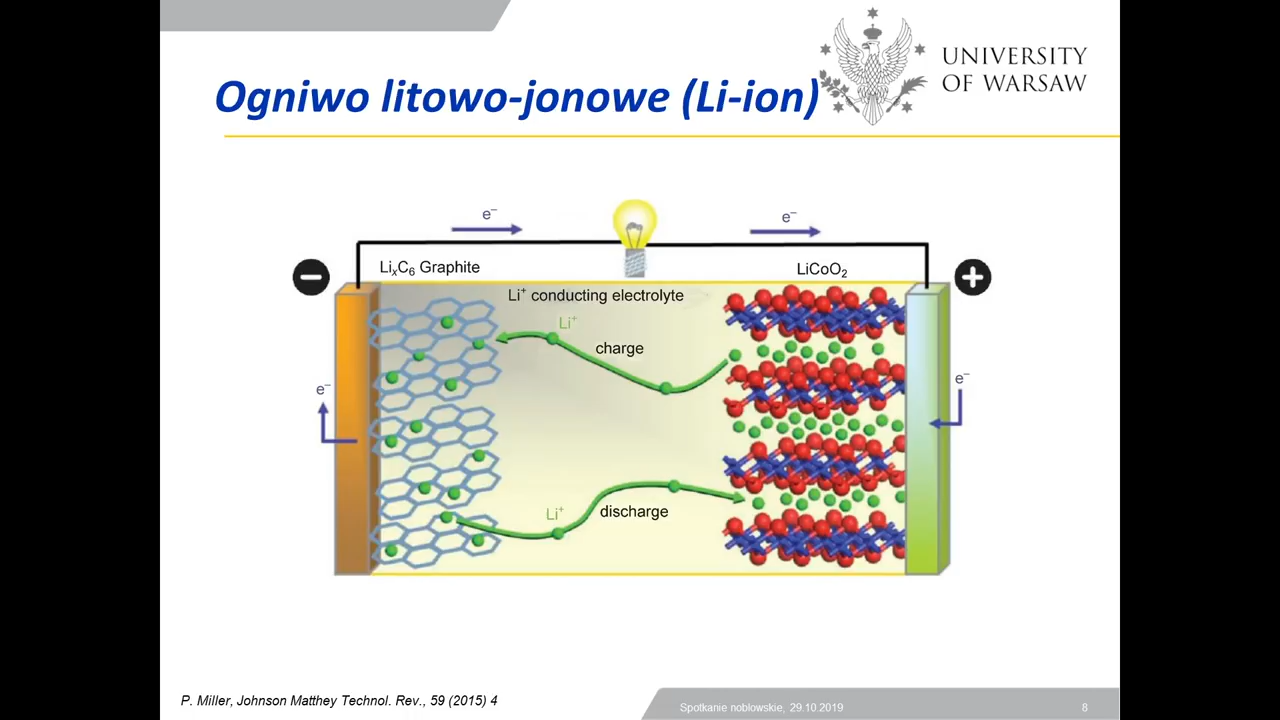 UNIVERSITY
OF WARSAW
Ogniwo litowo-jonowe (Li-ion)
e⁻
e⁻
−
LiₓC₆ Graphite
LiCoO₂
+
Li⁺ conducting electrolyte
Li⁺
charge
e⁻
e⁻
Li⁺
discharge
P. Miller, Johnson Matthey Technol. Rev., 59 (2015) 4
Spotkanie noblowskie, 29.10.2019
8